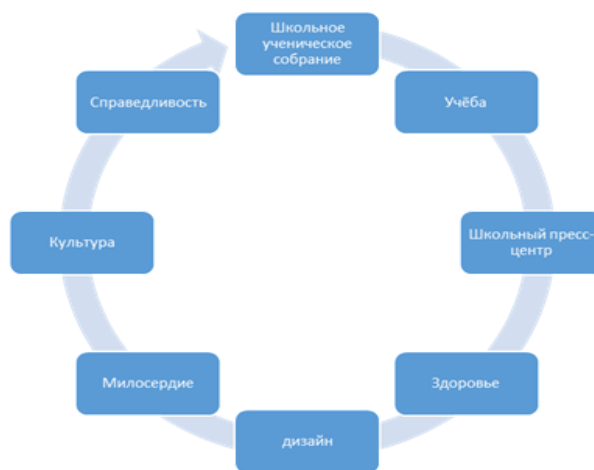 Школьное
ученическое
собрание
Учёба
Школьный пресс-
центр
Здоровье
дизайн
Милосердие
Культура
Справедливость